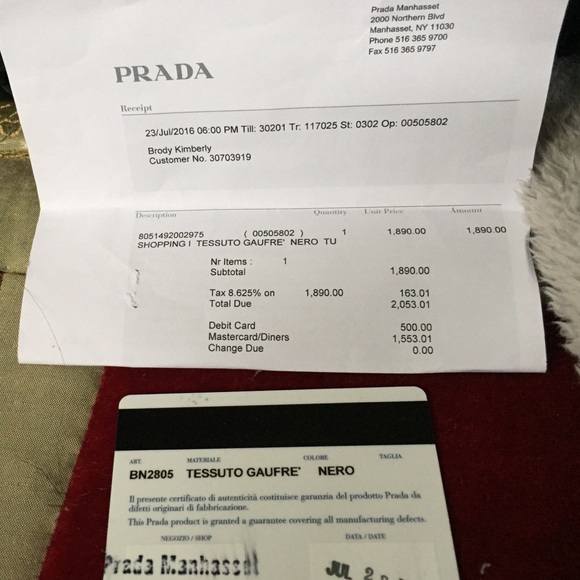 Prada Manhasset
2000 Northern Blvd
Manhasset, NY 11030
Phone 516 365 9700
Fax 516 365 9797
PRADA
Receipt
23/Jul/2016 06:00 PM Till: 30201 Tr: 117025 St: 0302 Op: 00505802
Brody Kimberly
Customer No. 30703919
Description Quantity Unit Price Amount
8051492002975 ( 00505802 ) 1 1,890.00 1,890.00
SHOPPING I TESSUTO GAUFRE' NERO TU
Nr Items : 1
Subtotal 1,890.00
Tax 8.625% on 1,890.00 163.01
Total Due 2,053.01
Debit Card 500.00
Mastercard/Diners 1,553.01
Change Due 0.00
ART. MATERIALE COLORE TAGLIA
BN2805 TESSUTO GAUFRE' NERO
Il presente certificato di autenticità costituisce garanzia del prodotto Prada da
difetti originari di fabbricazione.
This Prada product is granted a guarantee covering all manufacturing defects.
NEGOZIO / SHOP DATA / DATE
Prada Manhasset JUL 2